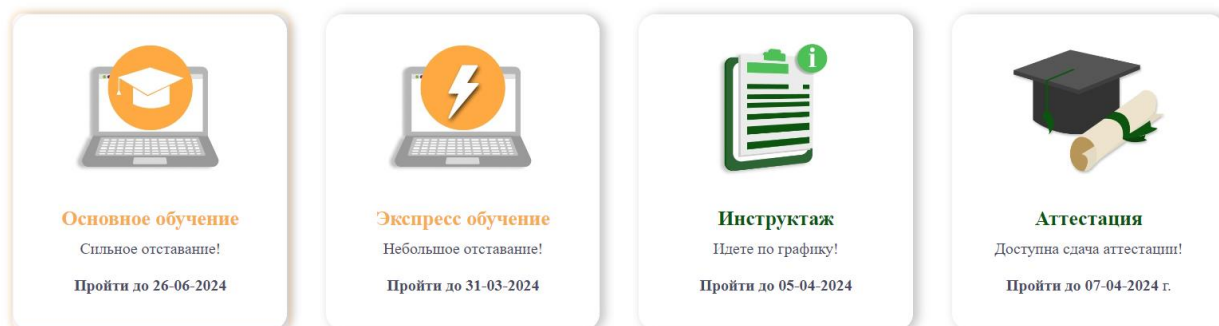 Основное обучение
Сильное отставание!
Пройти до 26-06-2024
Экспресс обучение
Небольшое отставание!
Пройти до 31-03-2024
i
Инструктаж
Идете по графику!
Пройти до 05-04-2024
Аттестация
Доступна сдача аттестации!
Пройти до 07-04-2024 г.